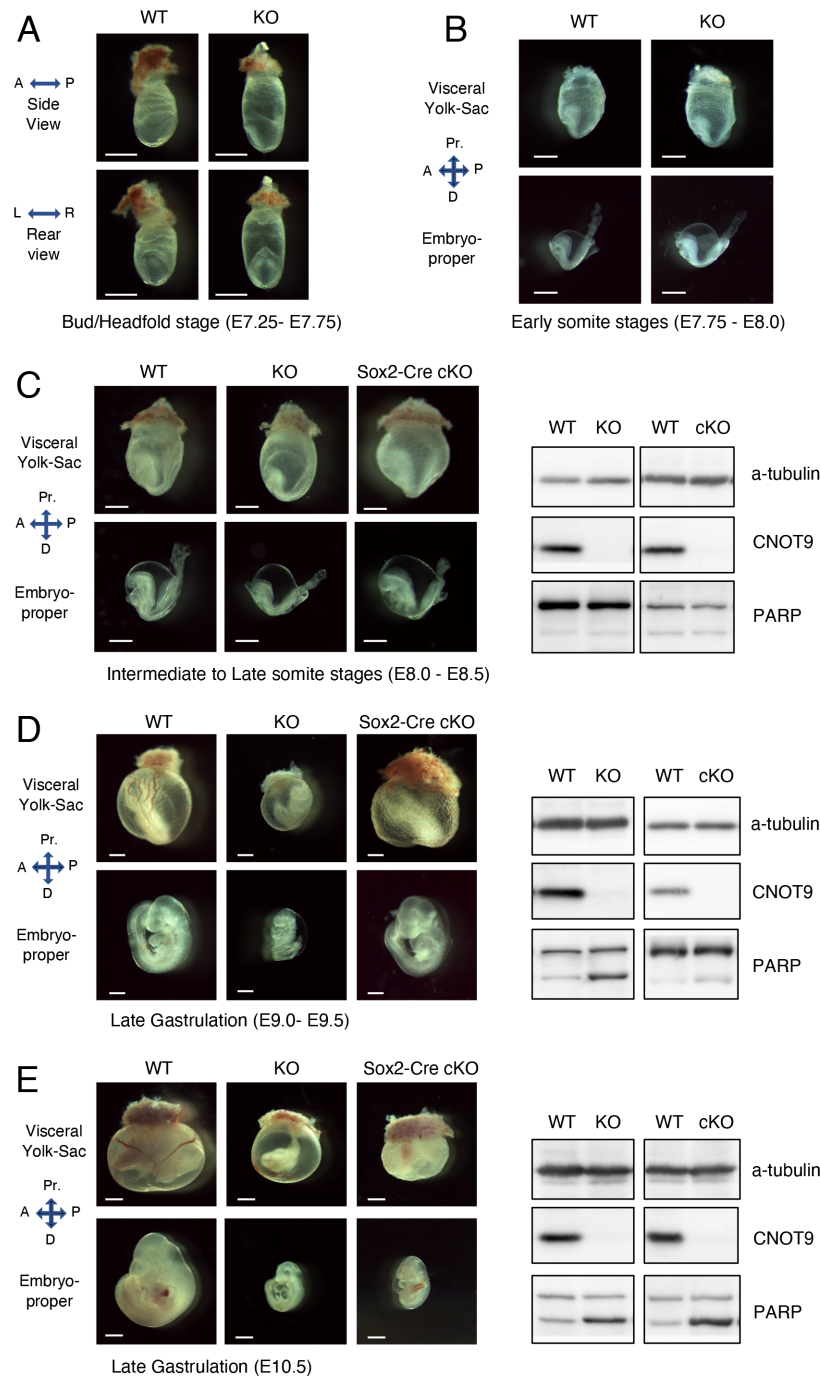 A
WT KO
A P
Side
View
L R
Rear
view
Bud/Headfold stage (E7.25- E7.75)
B
WT KO
Visceral
Yolk-Sac
Pr.
A P
D
Embryo-
proper
Early somite stages (E7.75 - E8.0)
C
WT KO Sox2-Cre cKO
Visceral
Yolk-Sac
Pr.
A P
D
Embryo-
proper
Intermediate to Late somite stages (E8.0 - E8.5)
WT KO WT cKO
a-tubulin
CNOT9
PARP
D
WT KO Sox2-Cre cKO
Visceral
Yolk-Sac
Pr.
A P
D
Embryo-
proper
Late Gastrulation (E9.0- E9.5)
WT KO WT cKO
a-tubulin
CNOT9
PARP
E
WT KO Sox2-Cre cKO
Visceral
Yolk-Sac
Pr.
A P
D
Embryo-
proper
Late Gastrulation (E10.5)
WT KO WT cKO
a-tubulin
CNOT9
PARP